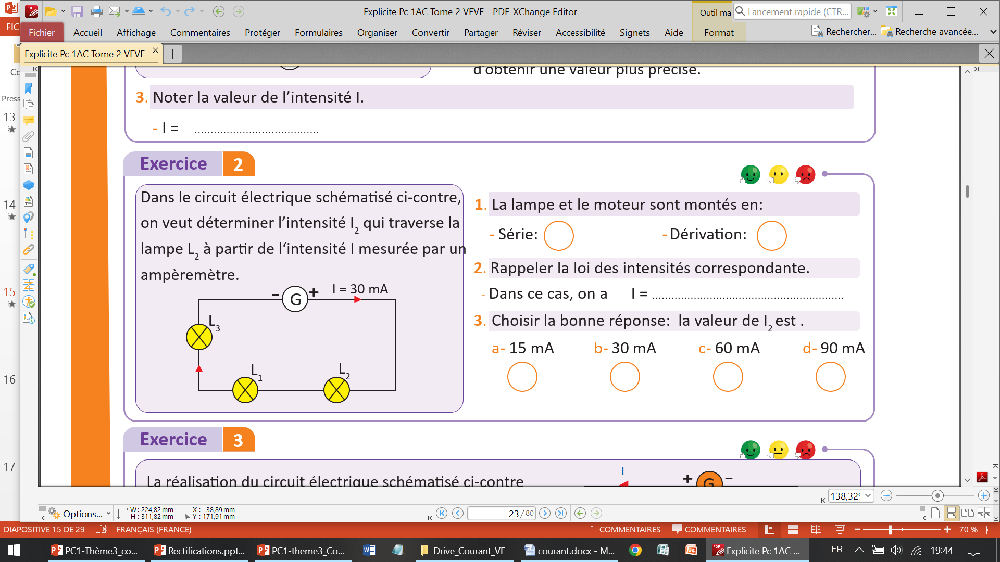 Explicite Pc 1AC Tome 2 VFVF - PDF-XChange Editor
Outil ma
Lancement rapide (CTR...
FIC
Fichier
Accueil
Affichage
Commentaires
Protéger
Formulaires
Organiser
Convertir
Partager
Réviser
Accessibilité
Signets
Aide
Format
Rechercher...
Recherche avancée...
Explicite Pc 1AC Tome 2 VFVF
Co
Press
13
14
15
16
17
d'obtenir une valeur plus précise.
3. Noter la valeur de l'intensité I.
- I = ......................................
Exercice 2
Dans le circuit électrique schématisé ci-contre,
on veut déterminer l'intensité I2 qui traverse la
lampe L2 à partir de l'intensité I mesurée par un
ampèremètre.
− G + I = 30 mA
L3
L1
L2
1. La lampe et le moteur sont montés en:
- Série:
- Dérivation:
2. Rappeler la loi des intensités correspondante.
- Dans ce cas, on a I = ..........................................................
3. Choisir la bonne réponse: la valeur de I2 est .
a- 15 mA
b- 30 mA
c- 60 mA
d- 90 mA
Exercice 3
La réalisation du circuit électrique schématisé ci-contre
I
+ G −
138,32%
Options...
W : 224,82 mm
H : 311,82 mm
X : 38,89 mm
Y : 171,91 mm
23 / 80
DIAPOSITIVE 15 DE 29
FRANÇAIS (FRANCE)
COMMENTAIRES
COMMENTAIRES
70 %
PC1-Thème3_co...
Rectifications.ppt...
PC1-theme3_Co...
Drive_Courant_VF
courant.docx - M...
Explicite Pc 1AC ...
FR
19:44